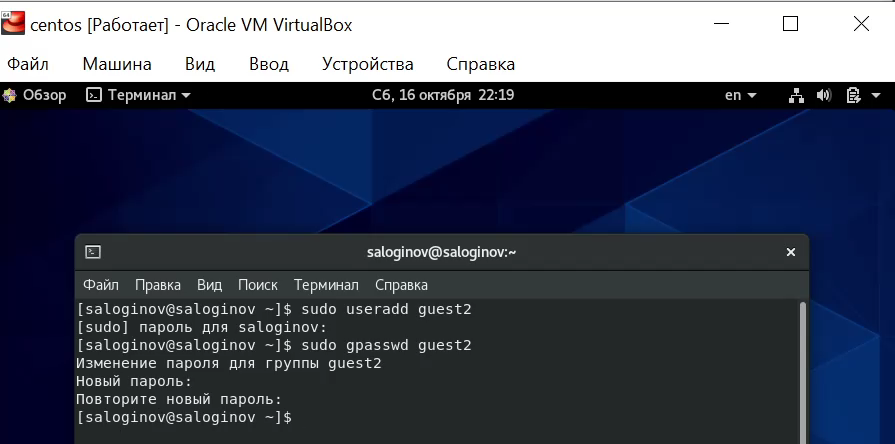 64
centos [Работает] - Oracle VM VirtualBox
Файл Машина Вид Ввод Устройства Справка
Обзор Терминал Сб, 16 октября 22:19 en
saloginov@saloginov:~
Файл Правка Вид Поиск Терминал Справка
[saloginov@saloginov ~]$ sudo useradd guest2
[sudo] пароль для saloginov:
[saloginov@saloginov ~]$ sudo gpasswd guest2
Изменение пароля для группы guest2
Новый пароль:
Повторите новый пароль:
[saloginov@saloginov ~]$